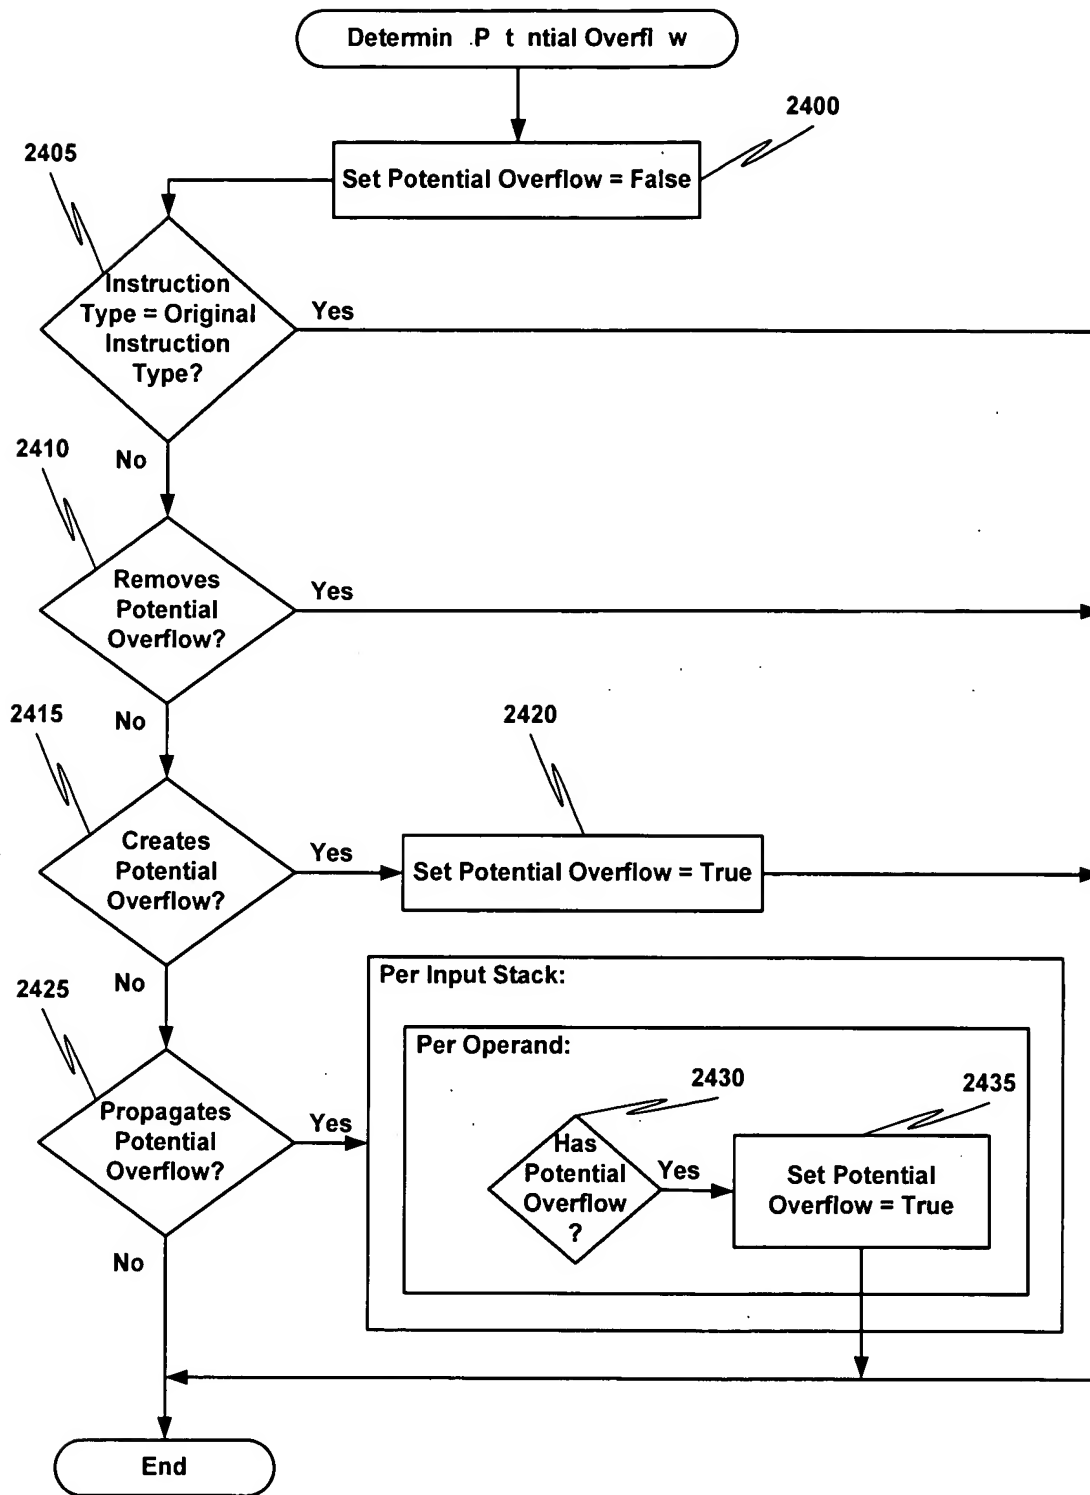 Determin .P t ntial Overfl w
2400
Set Potential Overflow = False
2405
Instruction
Type = Original
Instruction
Type?
Yes
No
2410
Removes
Potential
Overflow?
Yes
No
2415
Creates
Potential
Overflow?
Yes
2420
Set Potential Overflow = True
No
2425
Propagates
Potential
Overflow?
Yes
Per Input Stack:
Per Operand:
2430
Has
Potential
Overflow
?
Yes
2435
Set Potential
Overflow = True
No
End